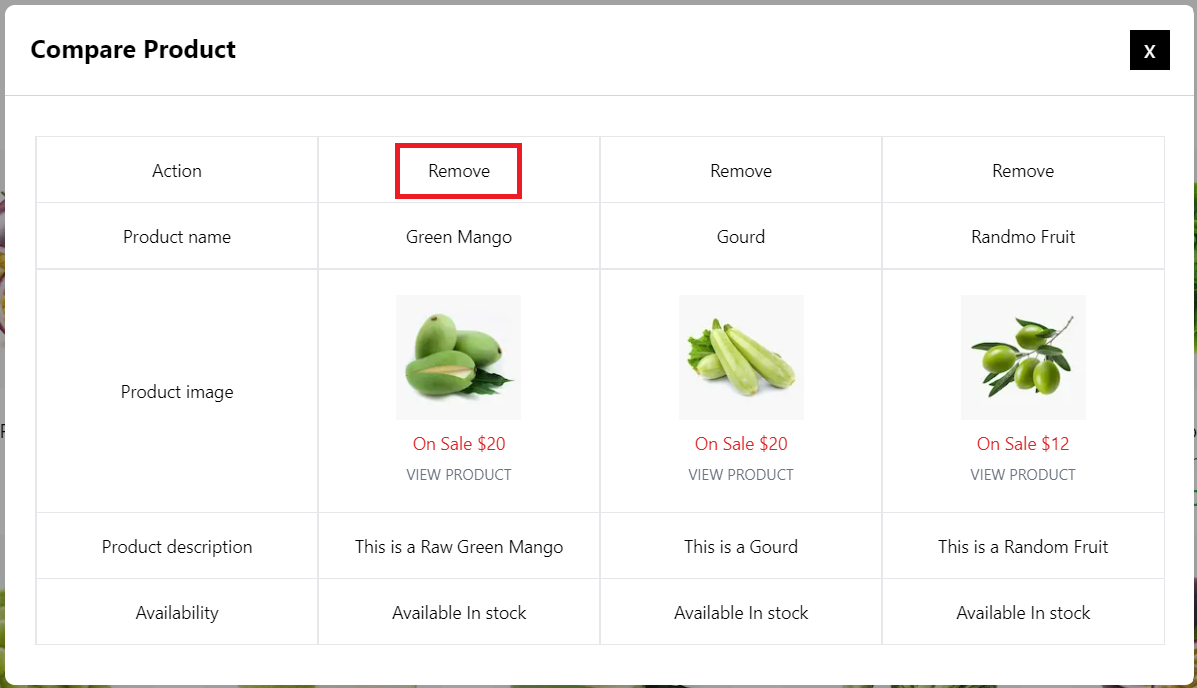 Compare Product
X
Action Remove Remove Remove
Product name Green Mango Gourd Randmo Fruit
Product image
On Sale $20 On Sale $20 On Sale $12
VIEW PRODUCT VIEW PRODUCT VIEW PRODUCT
Product description This is a Raw Green Mango This is a Gourd This is a Random Fruit
Availability Available In stock Available In stock Available In stock